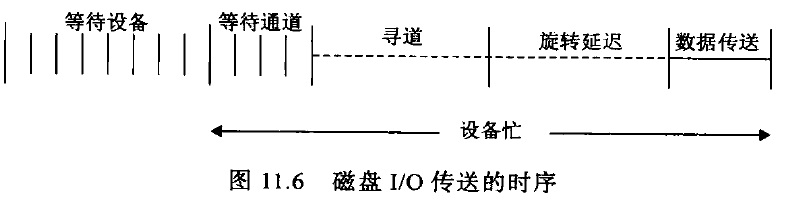 等待设备 等待通道 寻道 旋转延迟 数据传送
设备忙
图 11.6 磁盘 I/O 传送的时序